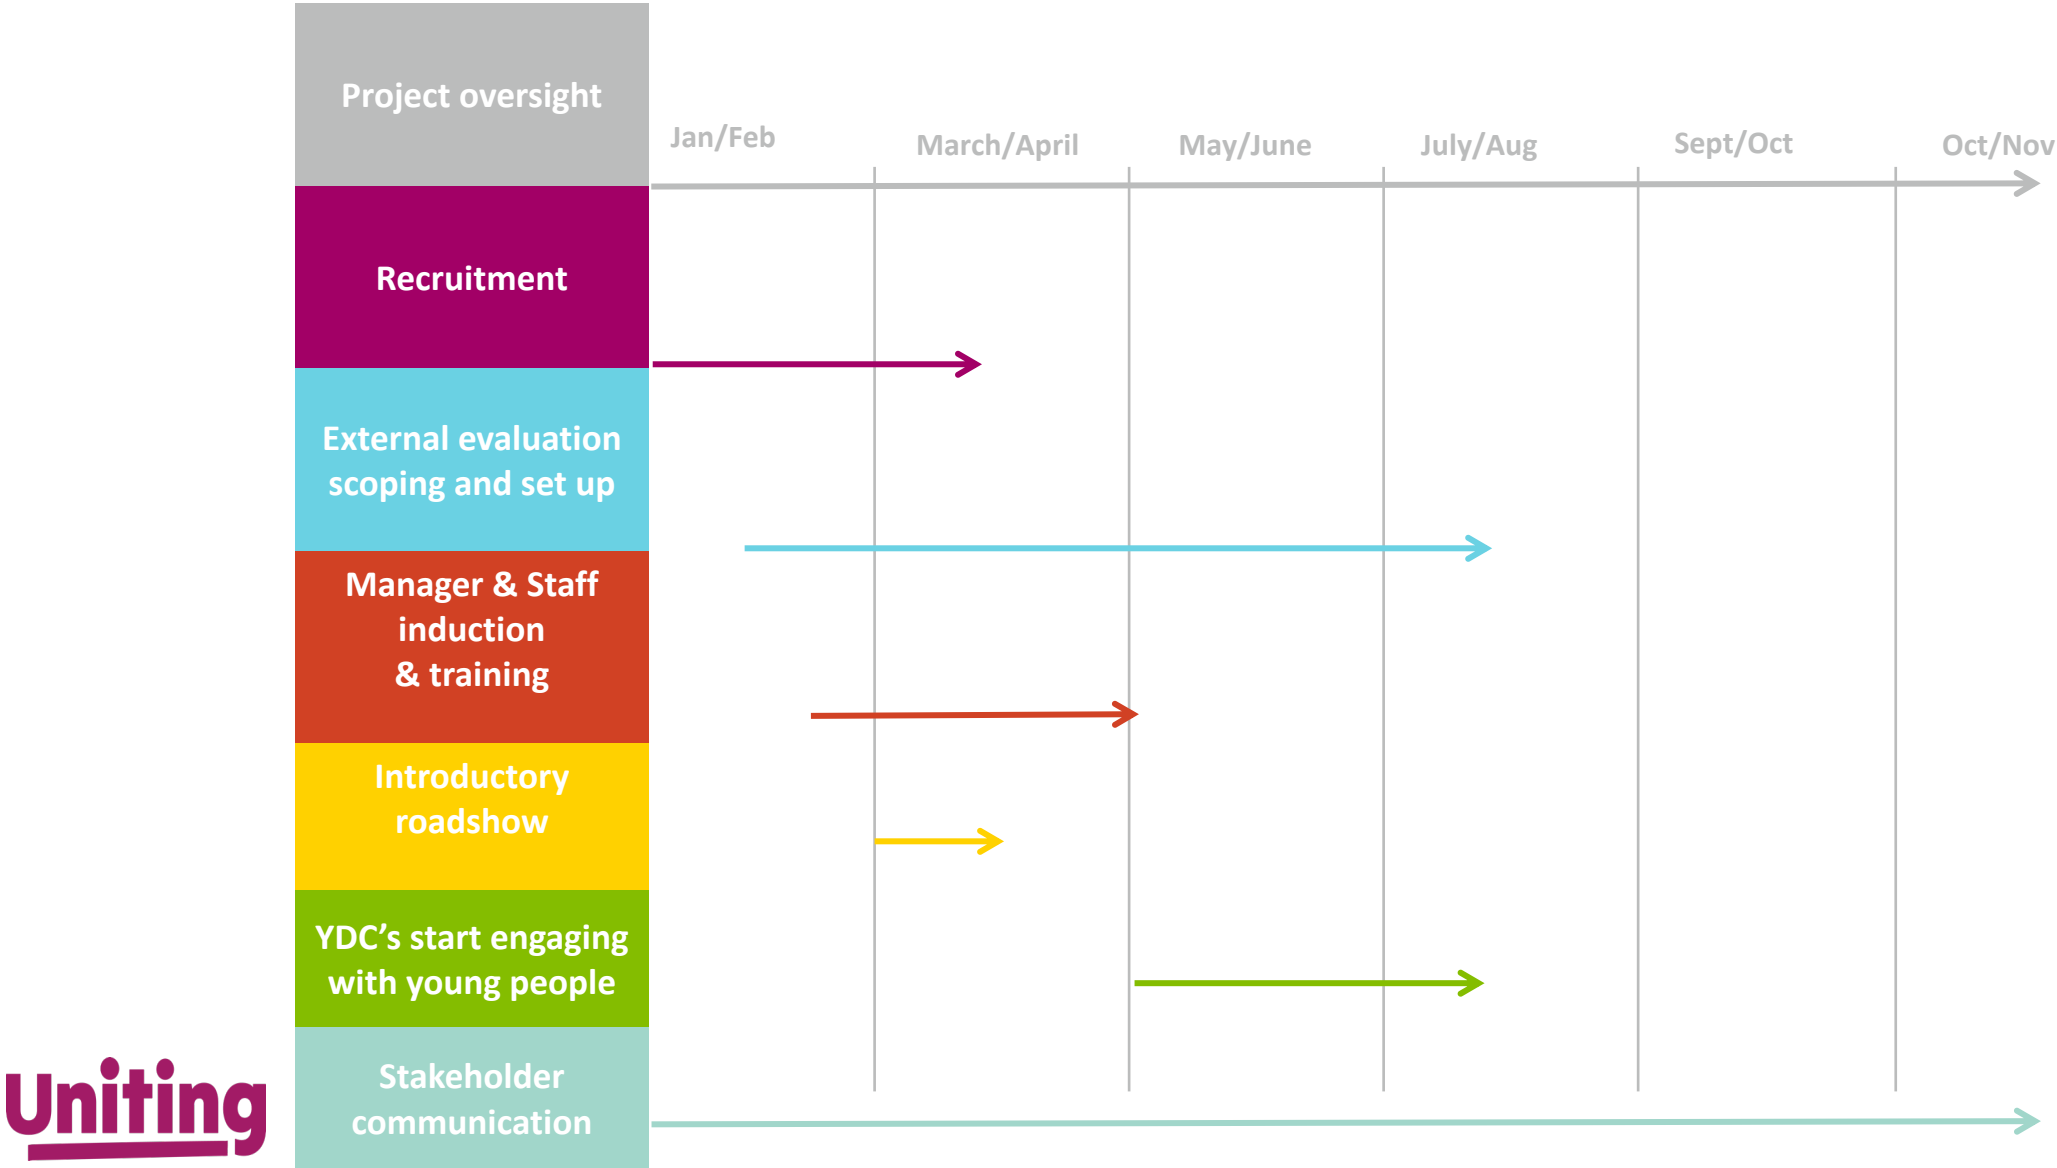 Project oversight
Jan/Feb
March/April
May/June
July/Aug
Sept/Oct
Oct/Nov
Recruitment
External evaluation
scoping and set up
Manager & Staff
induction
& training
Introductory
roadshow
YDC’s start engaging
with young people
Stakeholder
communication
Uniting